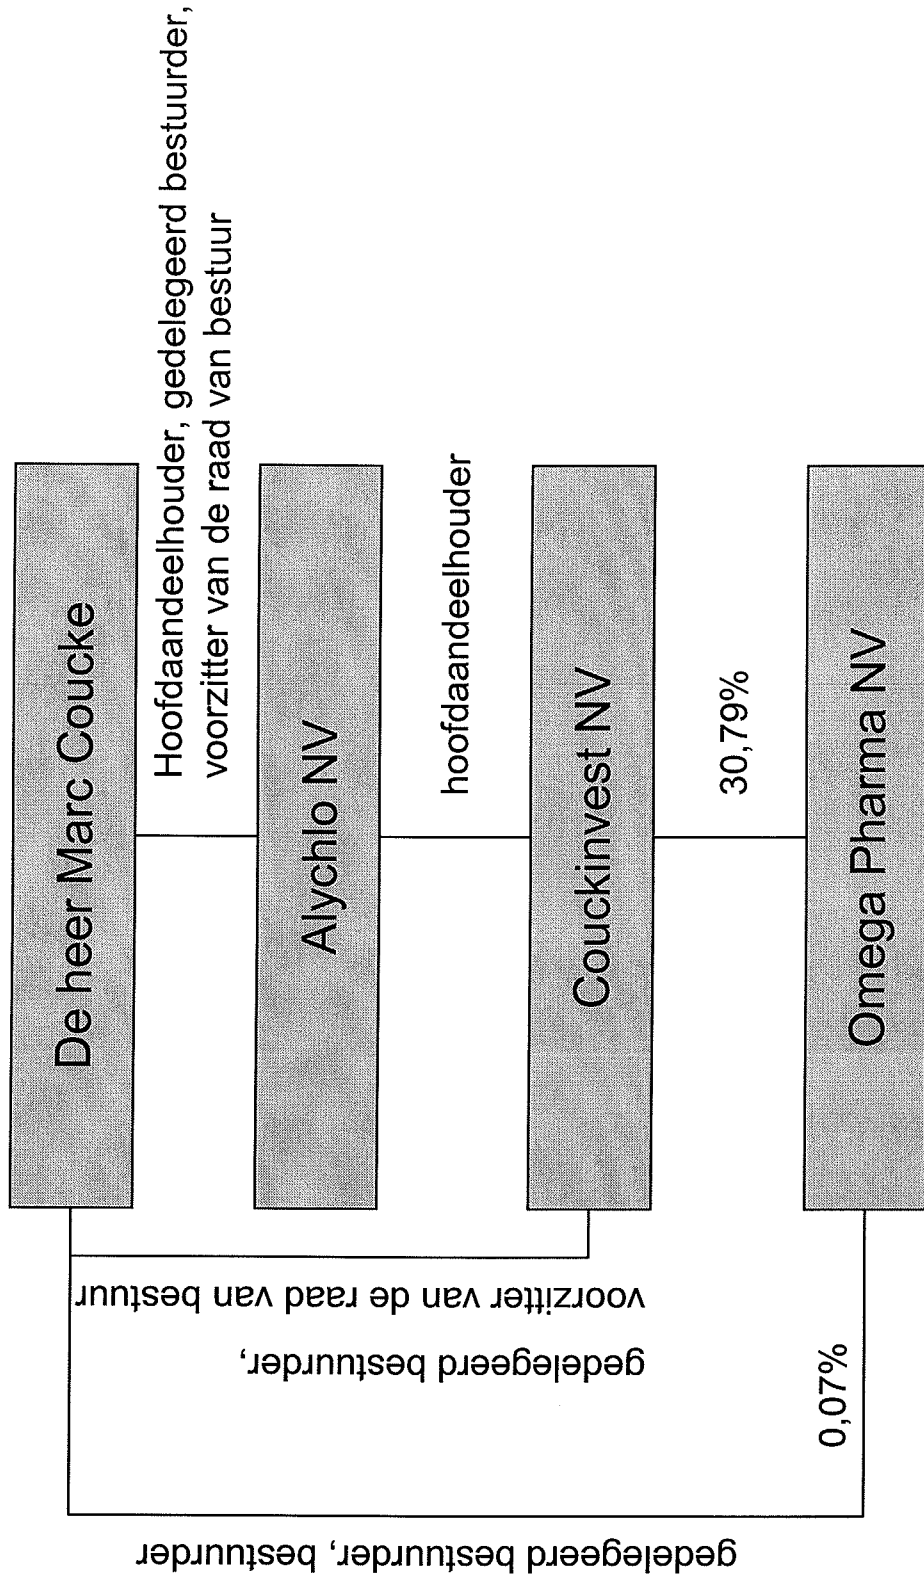 De heer Marc Coucke
Hoofdaandeelhouder, gedelegeerd bestuurder,
voorzitter van de raad van bestuur
Alychlo NV
hoofdaandeelhouder
Couckinvest NV
30,79%
Omega Pharma NV
voorzitter van de raad van bestuur
gedelegeerd bestuurder,
0,07%
gedelegeerd bestuurder, bestuurder